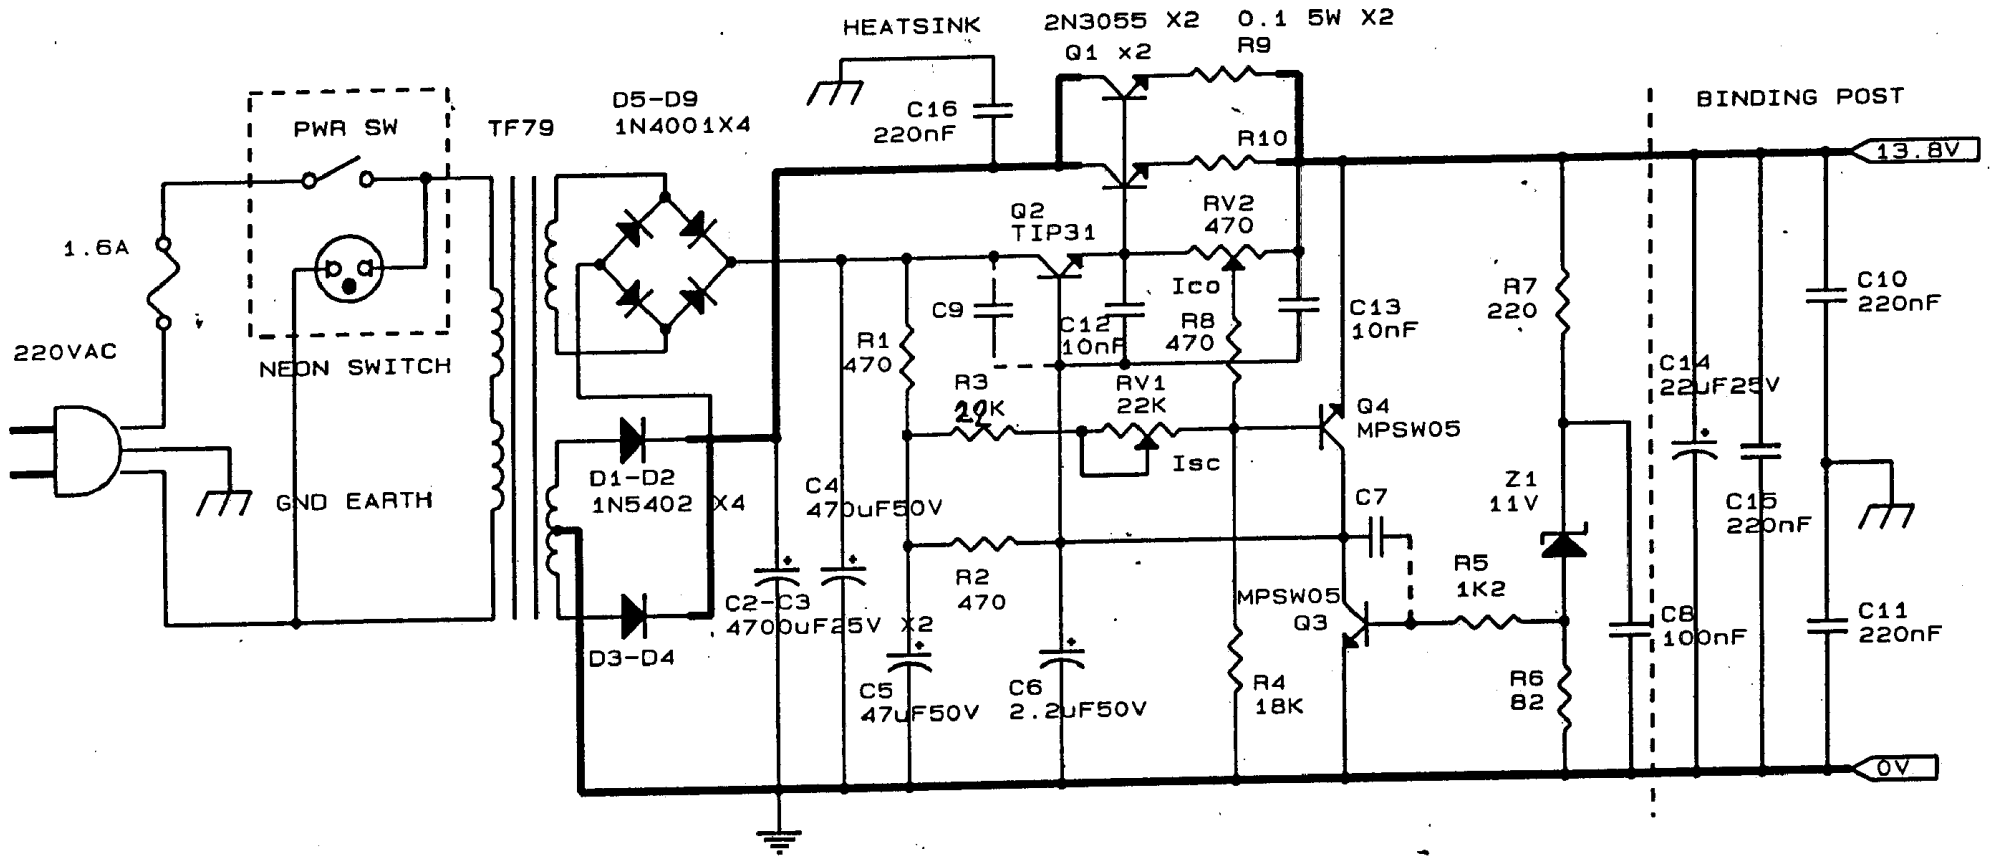 HEATSINK
2N3055 X2
0.1 5W X2
Q1 x2
R9
D5-D9
1N4001X4
C16
220nF
BINDING POST
PWR SW
TF79
R10
13.8V
Q2
TIP31
RV2
470
1.6A
Ico
C9
C12
10nF
R8
470
C13
10nF
R7
220
C10
220nF
220VAC
NEON SWITCH
R1
470
R3
22K
RV1
22K
C14
22uF25V
Q4
MPSW05
Isc
D1-D2
1N5402 X4
GND EARTH
C4
470uF50V
C7
Z1
11V
C15
220nF
R2
470
R5
1K2
C2-C3
4700uF25V X2
MPSW05
Q3
C8
100nF
C11
220nF
D3-D4
C5
47uF50V
C6
2.2uF50V
R4
18K
R6
82
0V